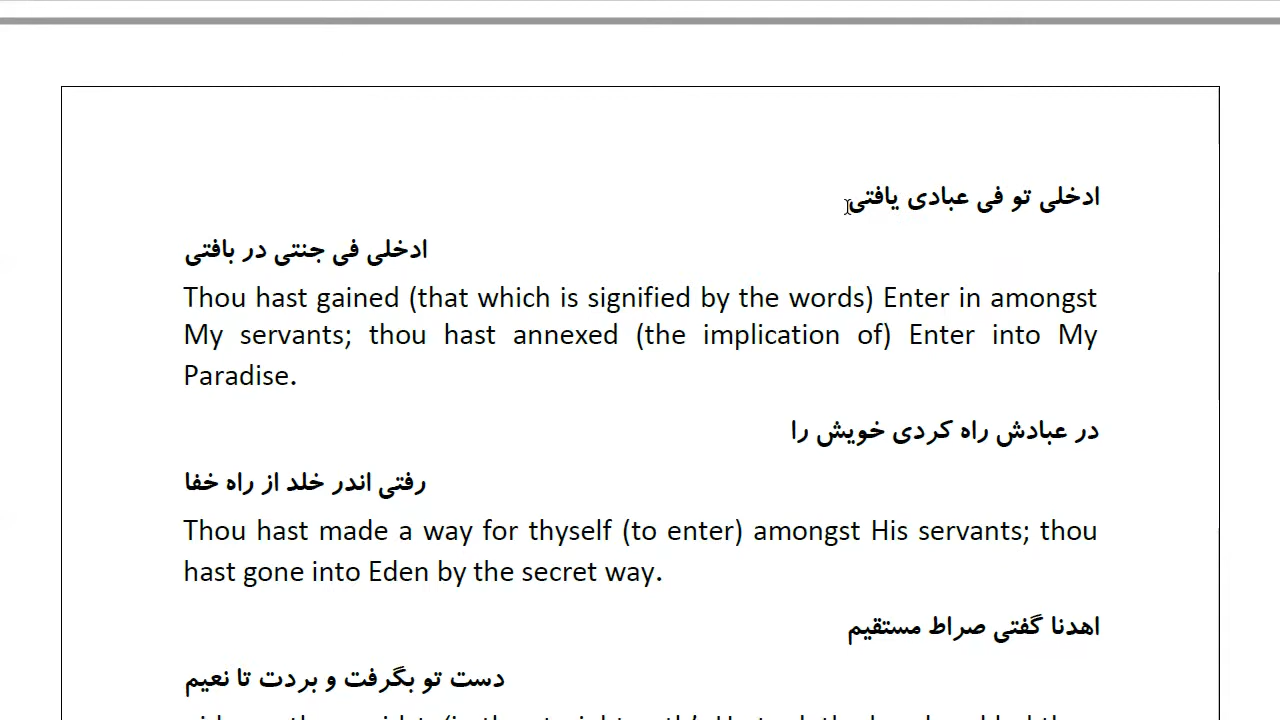 ادخلی تو فی عبادی یافتی
ادخلی فی جنتی در بافتی
Thou hast gained (that which is signified by the words) Enter in amongst
My servants; thou hast annexed (the implication of) Enter into My
Paradise.
در عبادش راه کردی خویش را
رفتی اندر خلد از راه خفا
Thou hast made a way for thyself (to enter) amongst His servants; thou
hast gone into Eden by the secret way.
اهدنا گفتی صراط مستقیم
دست تو بگرفت و بردت تا نعیم